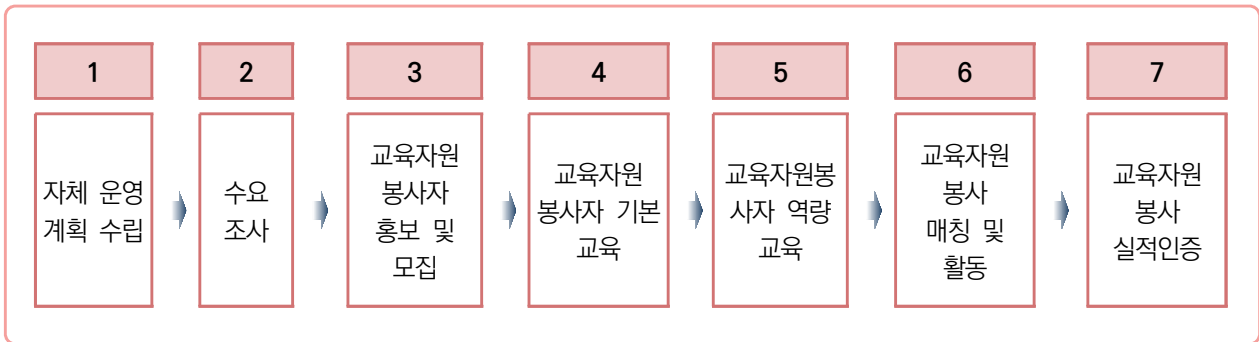 1
자체 운영
계획 수립
2
수요
조사
3
교육자원
봉사자
홍보 및
모집
4
교육자원
봉사자 기본
교육
5
교육자원봉
사자 역량
교육
6
교육자원
봉사
매칭 및
활동
7
교육자원
봉사
실적인증